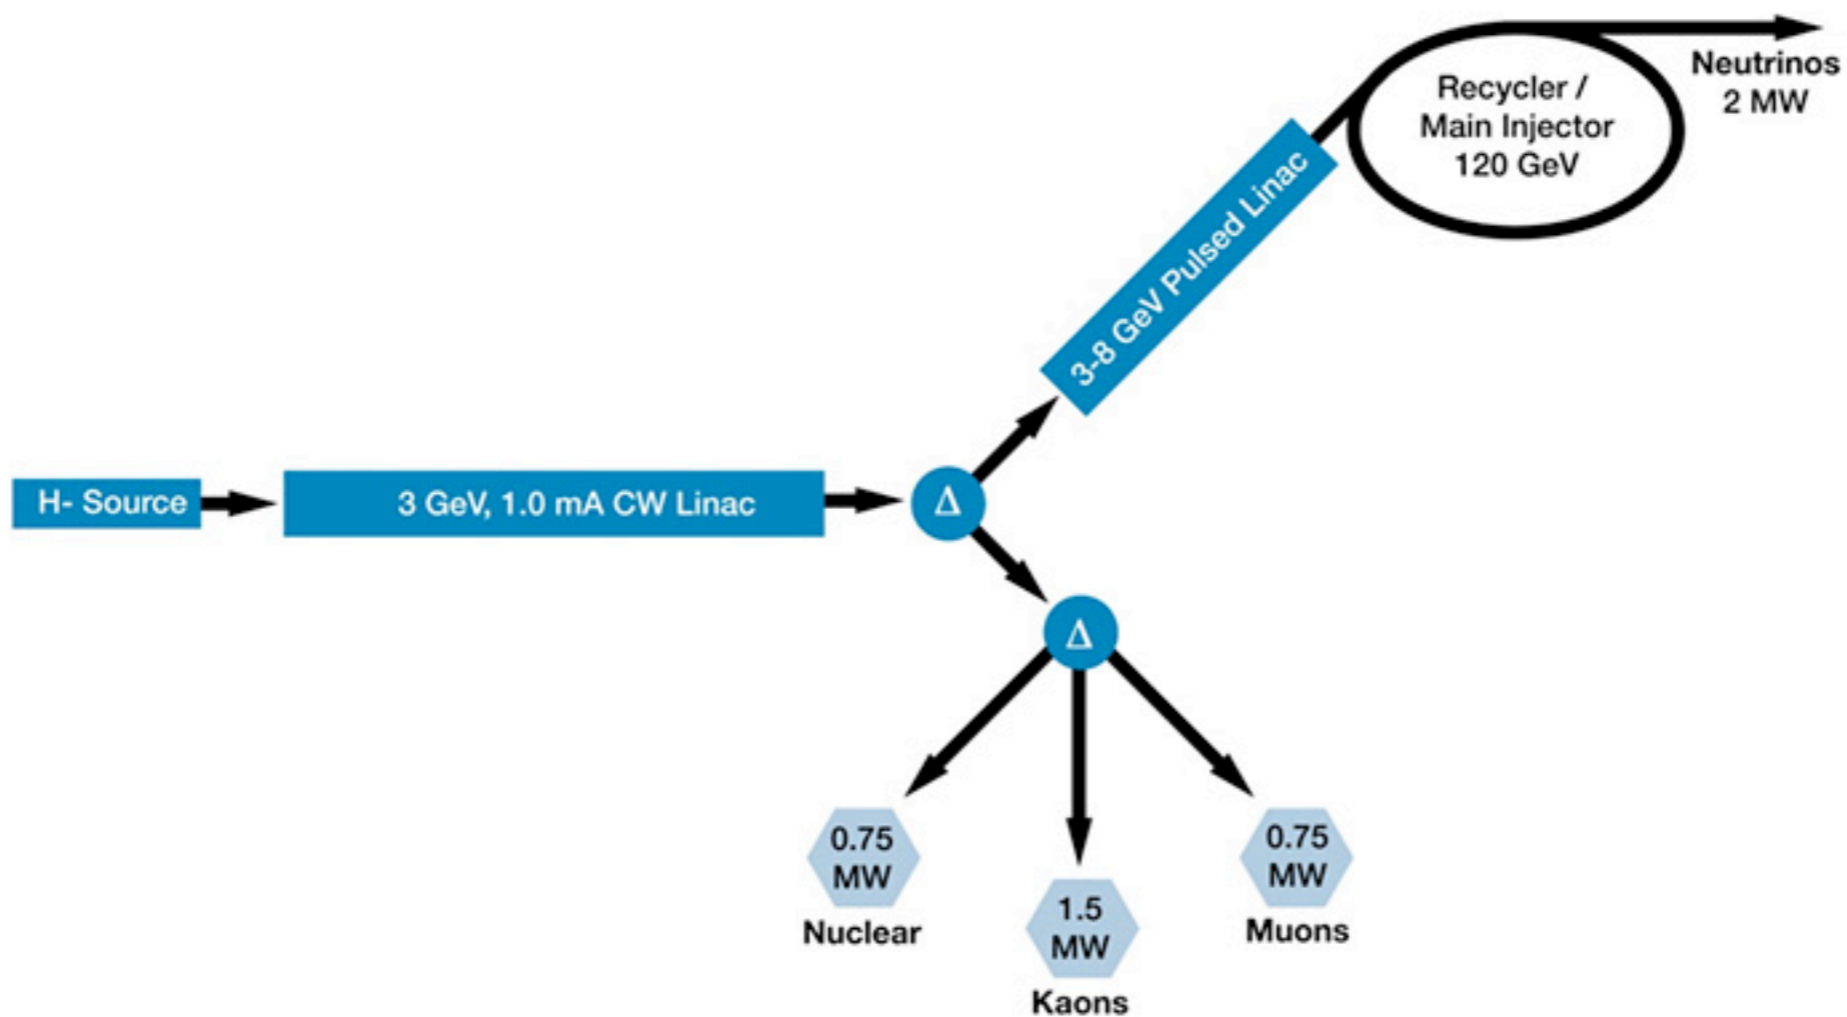 Neutrinos
2 MW
Recycler /
Main Injector
120 GeV
3-8 GeV Pulsed Linac
H- Source
3 GeV, 1.0 mA CW Linac
Δ
Δ
0.75
MW
Nuclear
1.5
MW
Kaons
0.75
MW
Muons